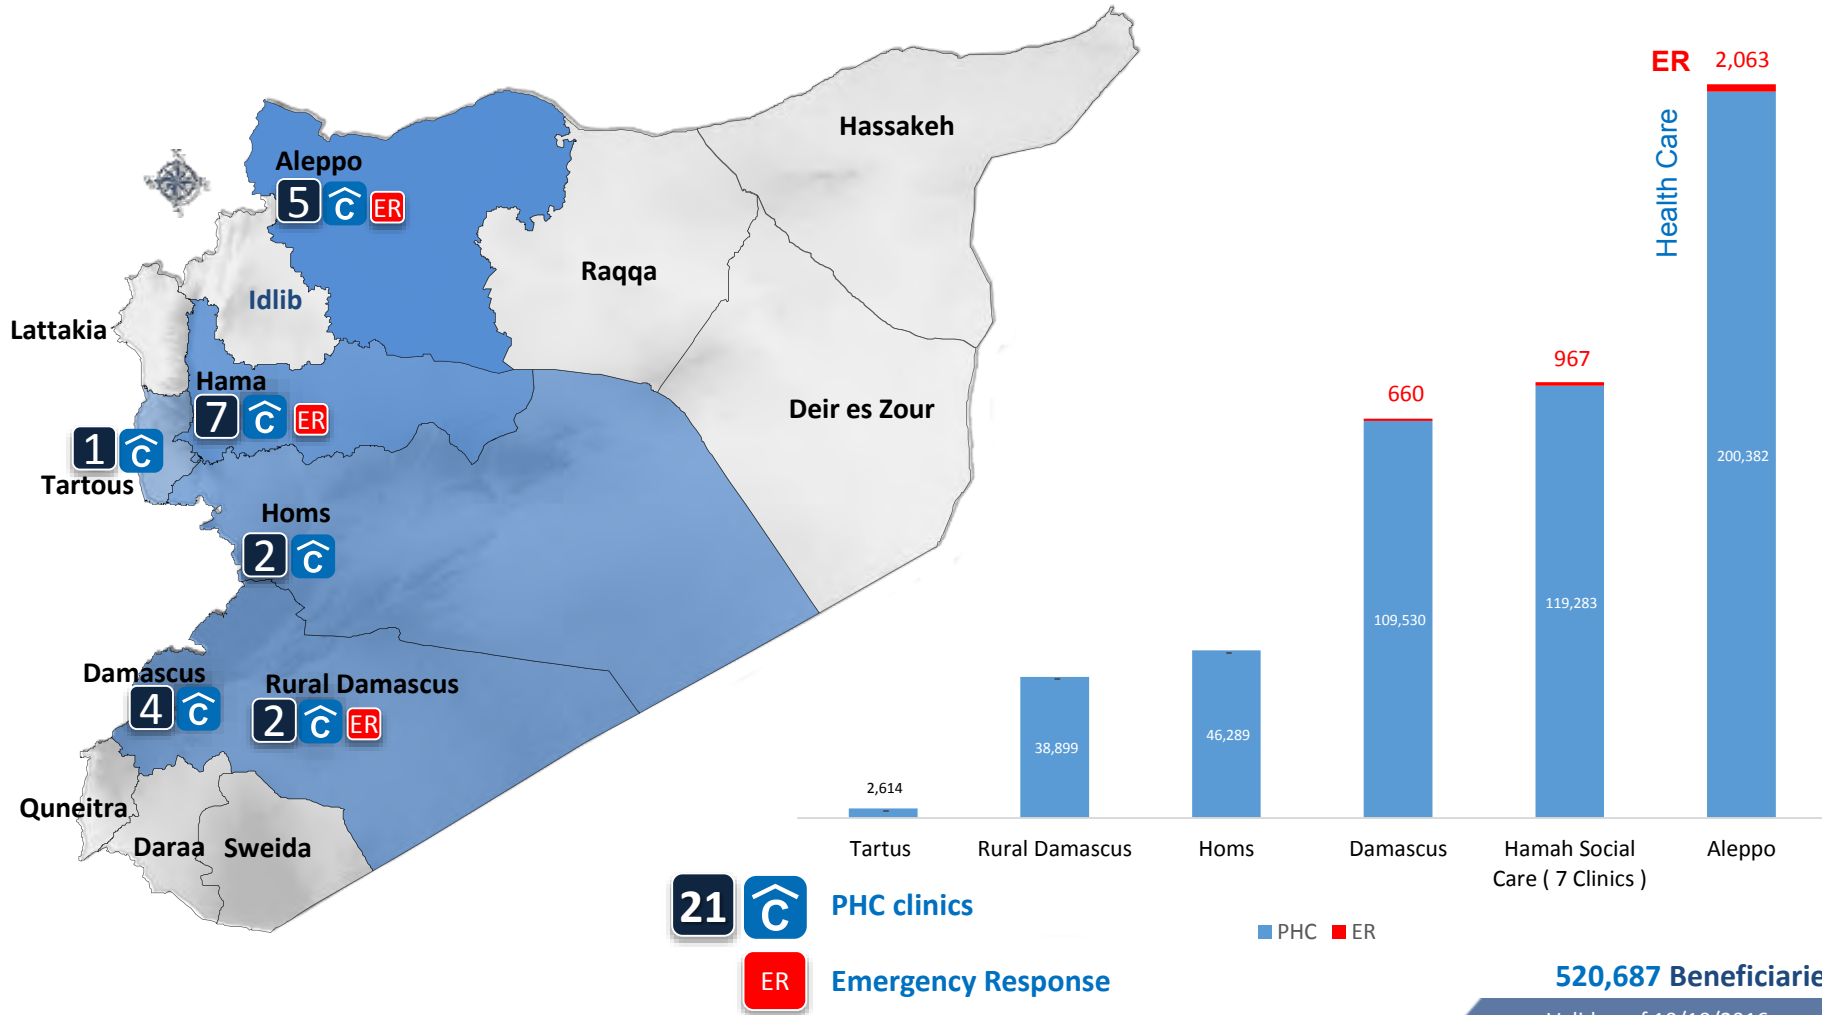 Hassakeh
Aleppo
5 C ER
Raqqa
Idlib
Lattakia
Hama
7 C ER
Deir es Zour
1 C
Tartous
Homs
2 C
Damascus
4 C
Rural Damascus
2 C ER
Quneitra
Daraa
Sweida
ER 2,063
Health Care
967
660
200,382
119,283
109,530
46,289
38,899
2,614
Tartus
Rural Damascus
Homs
Damascus
Hamah Social
Care ( 7 Clinics )
Aleppo
21 C PHC clinics
PHC ER
ER Emergency Response
520,687 Beneficiarie